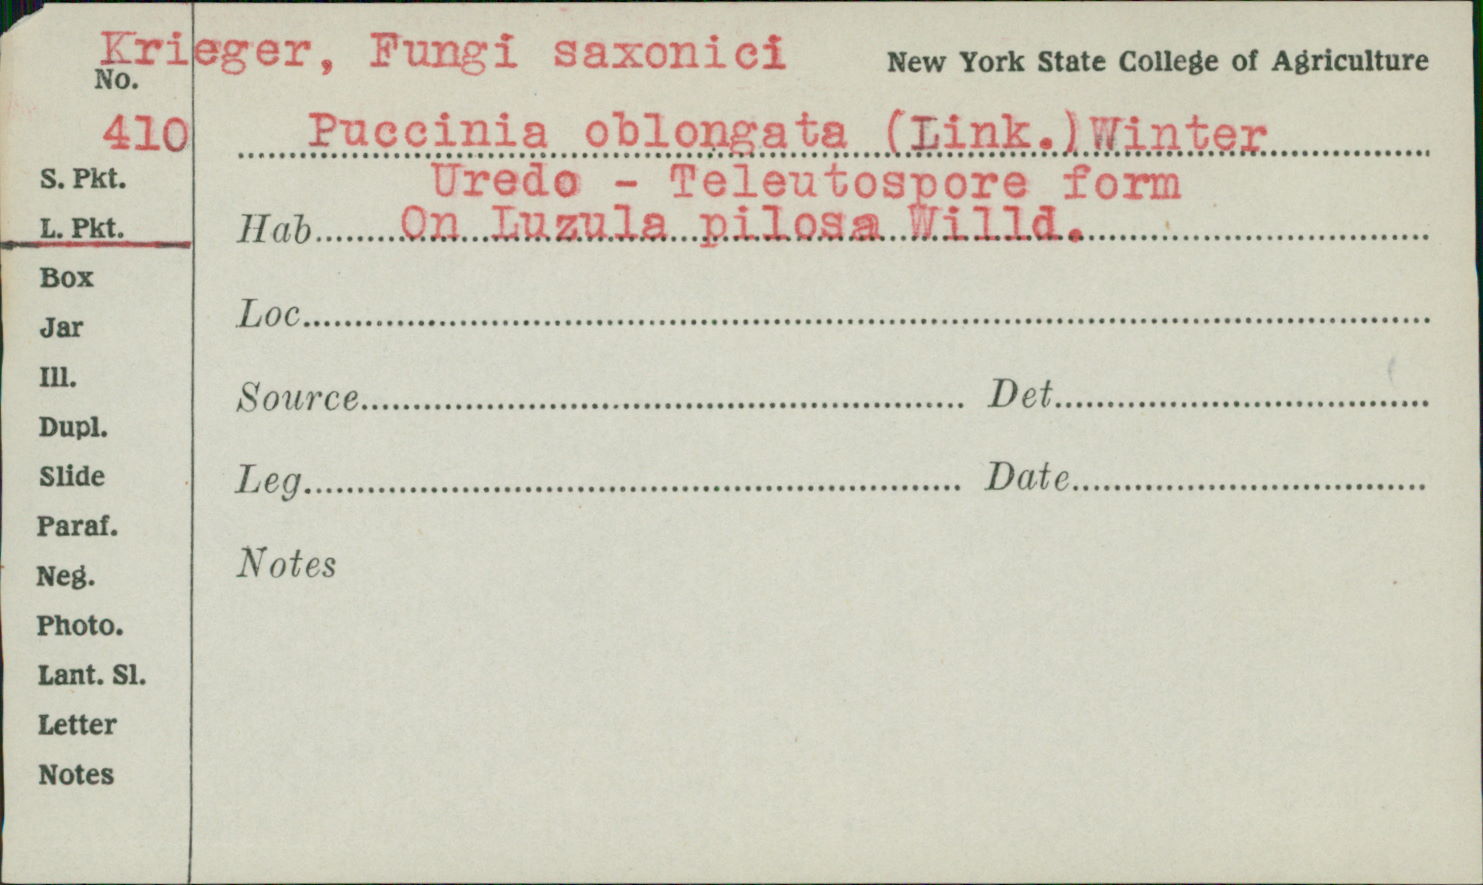 Krieger, Fungi saxonici
New York State College of Agriculture
No.
410
Puccinia oblongata (Link.)Winter
Uredo - Teleutospore form
S. Pkt.
L. Pkt.
Hab. On Luzula pilosa Willd.
Box
Loc.
Jar
Ill.
Source
Det.
Dupl.
Slide
Leg.
Date
Paraf.
Neg.
Notes
Photo.
Lant. Sl.
Letter
Notes